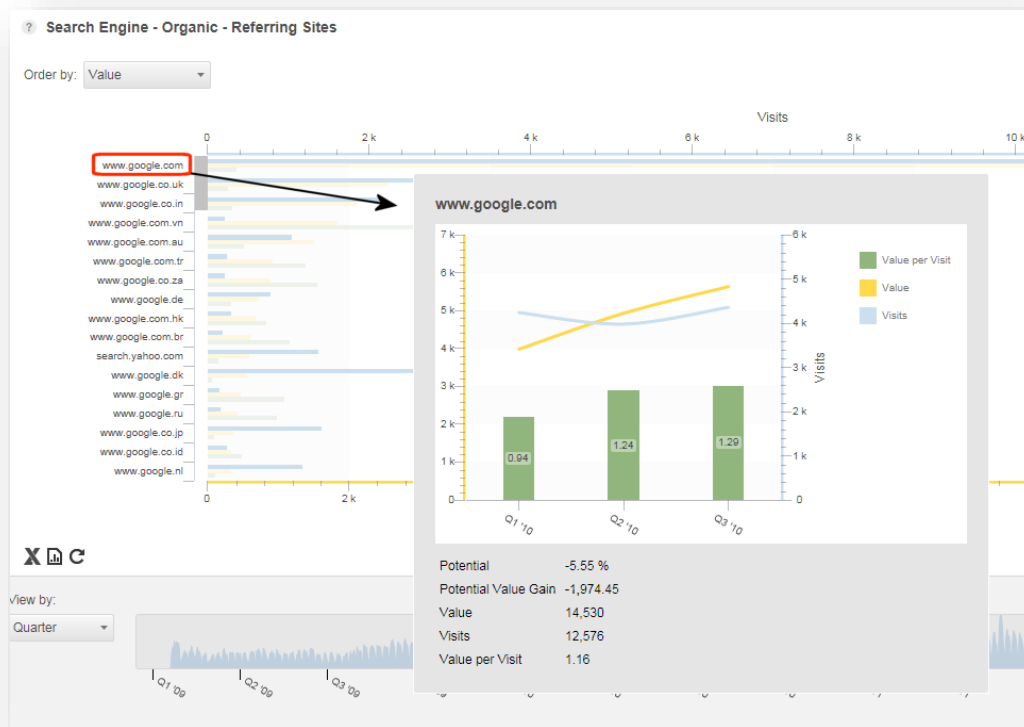 ? Search Engine - Organic - Referring Sites
Order by: Value
Visits
0 2 k 4 k 6 k 8 k 10 k
www.google.com
www.google.co.uk
www.google.co.in
www.google.com.vn
www.google.com.au
www.google.com.tr
www.google.co.za
www.google.de
www.google.com.hk
www.google.com.br
search.yahoo.com
www.google.dk
www.google.gr
www.google.ru
www.google.co.jp
www.google.co.id
www.google.nl
0 2 k
www.google.com
7 k
6 k
5 k
4 k
3 k
2 k
1 k
0
6 k
5 k
4 k
3 k
2 k
1 k
0
Visits
Value per Visit
Value
Visits
0.94 1.24 1.29
Q1 '10 Q2 '10 Q3 '10
Potential -5.55 %
Potential Value Gain -1,974.45
Value 14,530
Visits 12,576
Value per Visit 1.16
View by:
Quarter
Q1 '09 Q2 '09 Q3 '09